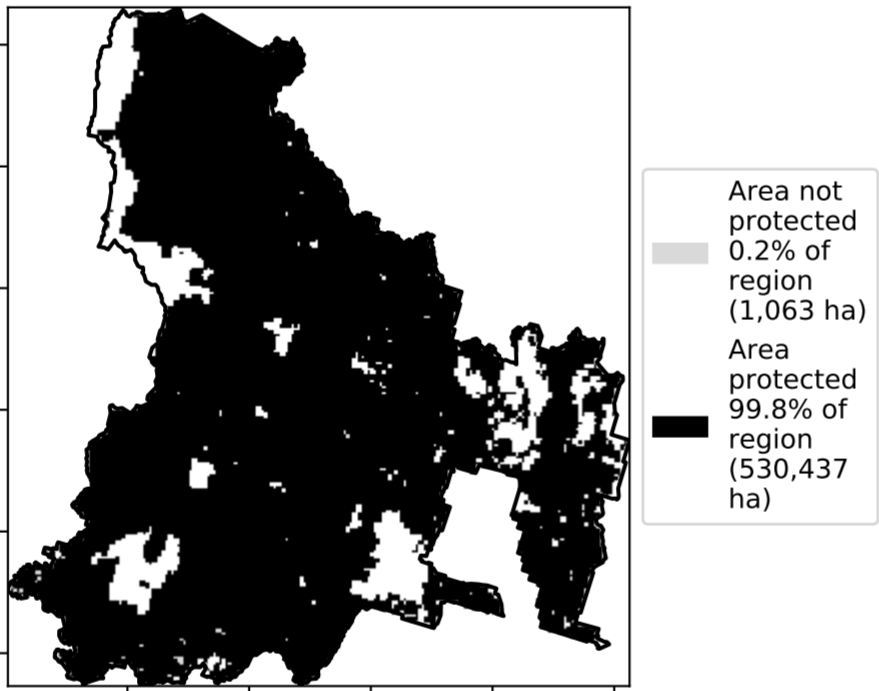 Area not
protected
0.2% of
region
(1,063 ha)
Area
protected
99.8% of
region
(530,437
ha)